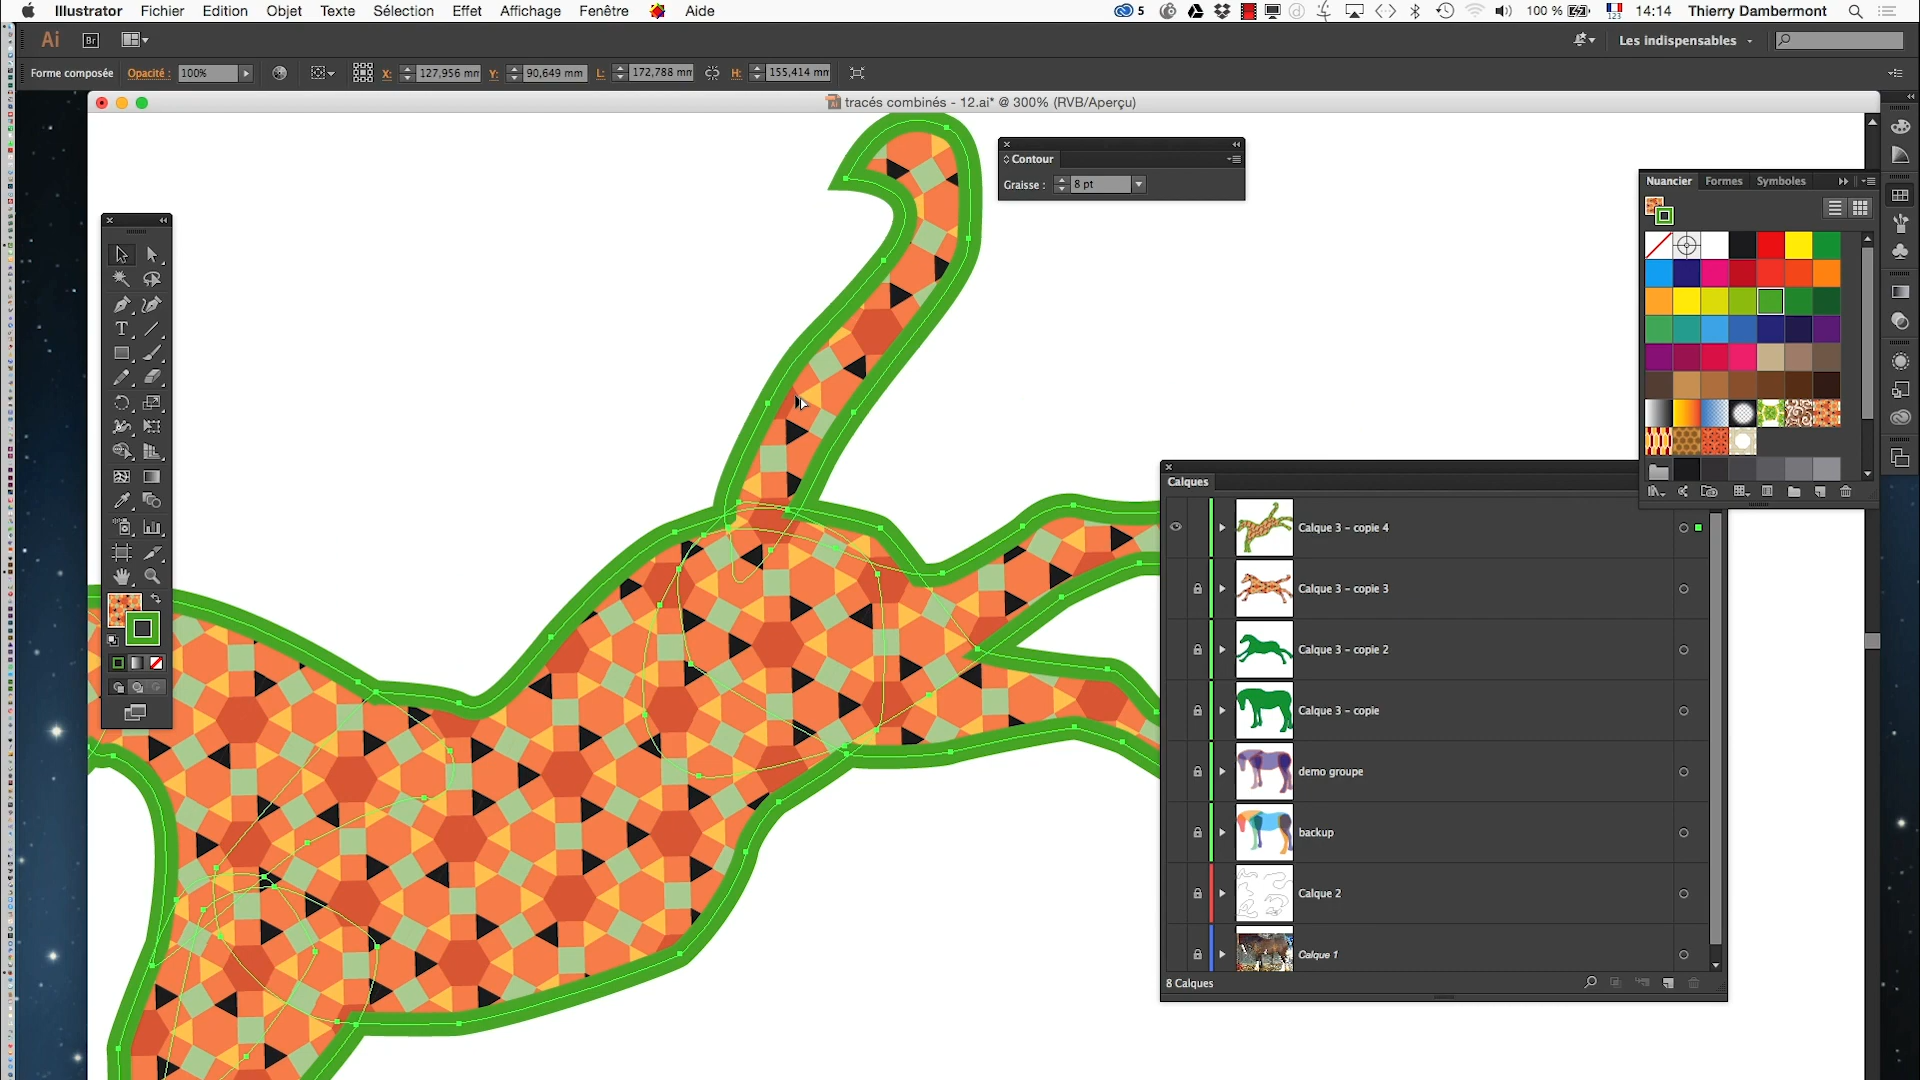 Illustrator Fichier Edition Objet Texte Sélection Effet Affichage Fenêtre Aide 5 100 % 123 14:14 Thierry Dambermont
Ai Br Les indispensables
Forme composée Opacité : 100% X: 127,956 mm Y: 90,649 mm L: 172,788 mm H: 155,414 mm
tracés combinés - 12.ai* @ 300% (RVB/Aperçu)
Contour
Graisse : 8 pt
Nuancier Formes Symboles
Calques
Calque 3 - copie 4
Calque 3 - copie 3
Calque 3 - copie 2
Calque 3 - copie
demo groupe
backup
Calque 2
Calque 1
8 Calques